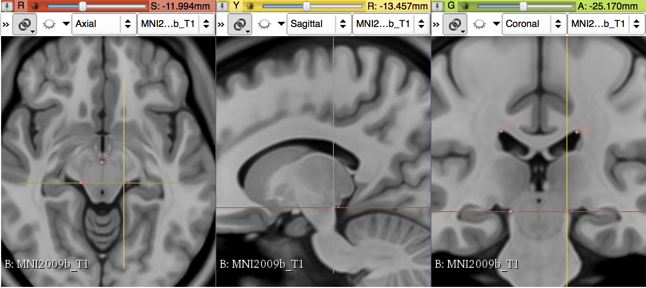 R S: -11.994mm
Y R: -13.457mm
G A: -25.170mm
» Axial MNI2...b_T1
» Sagittal MNI2...b_T1
» Coronal MNI2...b_T1
B: MNI2009b_T1
B: MNI2009b_T1
B: MNI2009b_T1